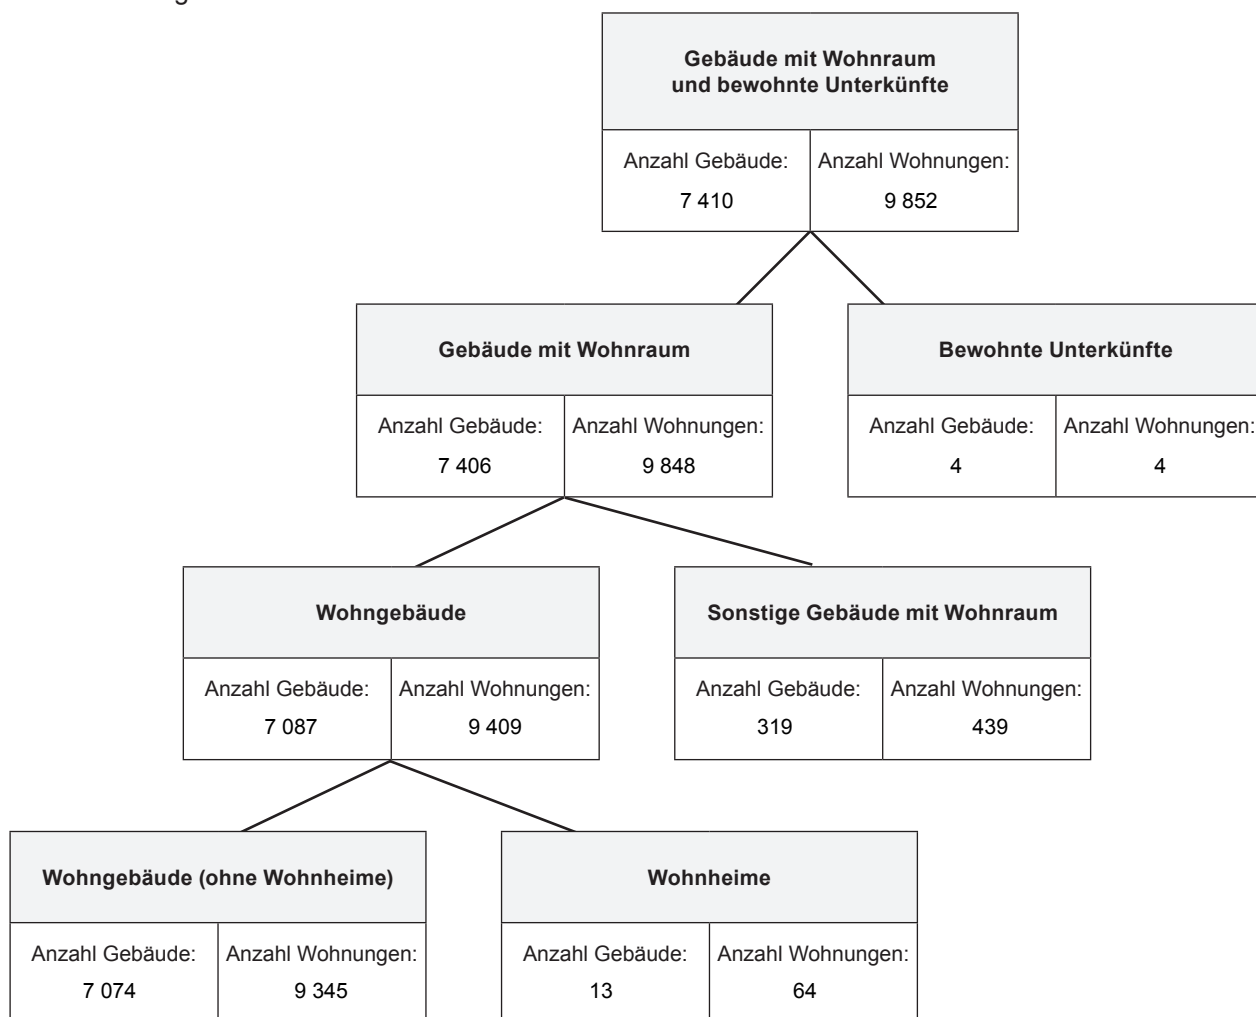 Gebäude mit Wohnraum
und bewohnte Unterkünfte
Anzahl Gebäude: Anzahl Wohnungen:
7 410 9 852
Gebäude mit Wohnraum Bewohnte Unterkünfte
Anzahl Gebäude: Anzahl Wohnungen: Anzahl Gebäude: Anzahl Wohnungen:
7 406 9 848 4 4
Wohngebäude Sonstige Gebäude mit Wohnraum
Anzahl Gebäude: Anzahl Wohnungen: Anzahl Gebäude: Anzahl Wohnungen:
7 087 9 409 319 439
Wohngebäude (ohne Wohnheime) Wohnheime
Anzahl Gebäude: Anzahl Wohnungen: Anzahl Gebäude: Anzahl Wohnungen:
7 074 9 345 13 64